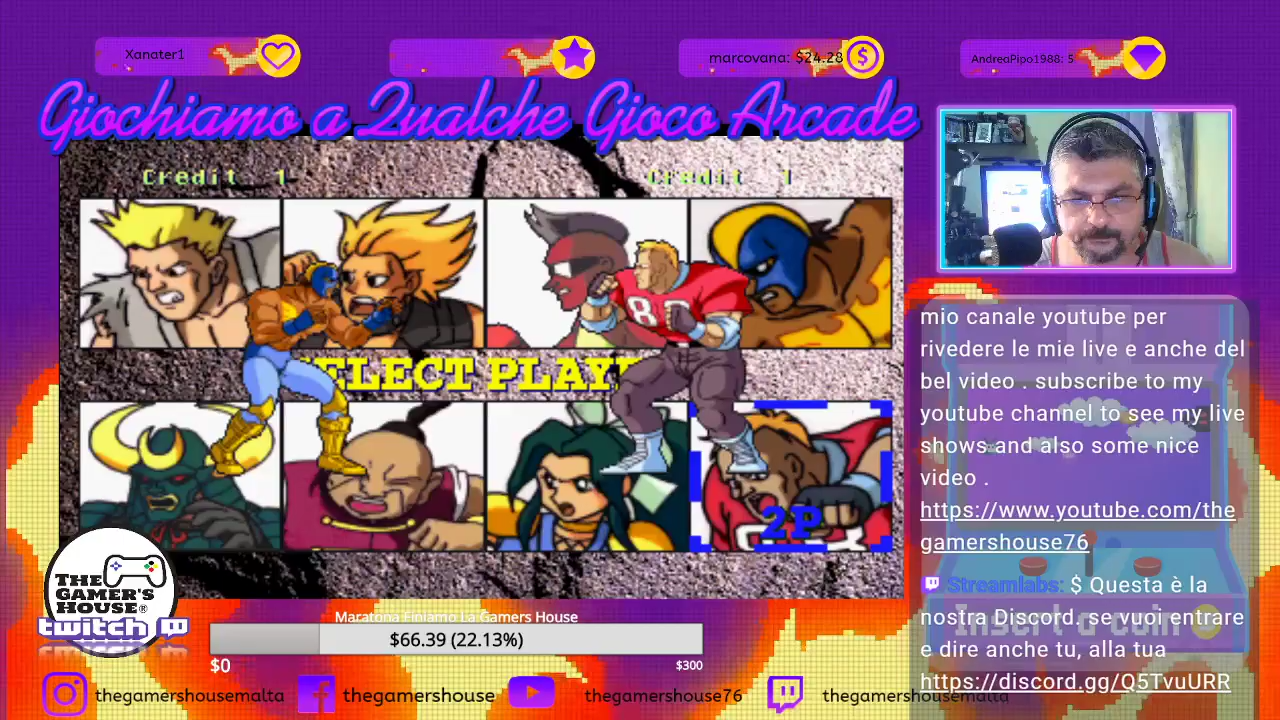 Xanater1
marcovana: $24.28
AndreaPipo1988: 5
Giochiamo a Qualche Gioco Arcade
Credit 1
Credit 1
ELECT PLAY
80
2P
mio canale youtube per
rivedere le mie live e anche del
bel video . subscribe to my
youtube channel to see my live
shows and also some nice
video .
https://www.youtube.com/the
gamershouse76
Streamlabs: $ Questa è la
nostra Discord. se vuoi entrare
e dire anche tu, alla tua
https://discord.gg/Q5TvuURR
Insert a coin
THE
GAMER'S
HOUSE®
twitch
Maratona Finiamo La Gamers House
$66.39 (22.13%)
$0
$300
thegamershousemalta
thegamershouse
thegamershouse76
thegamershousemalta